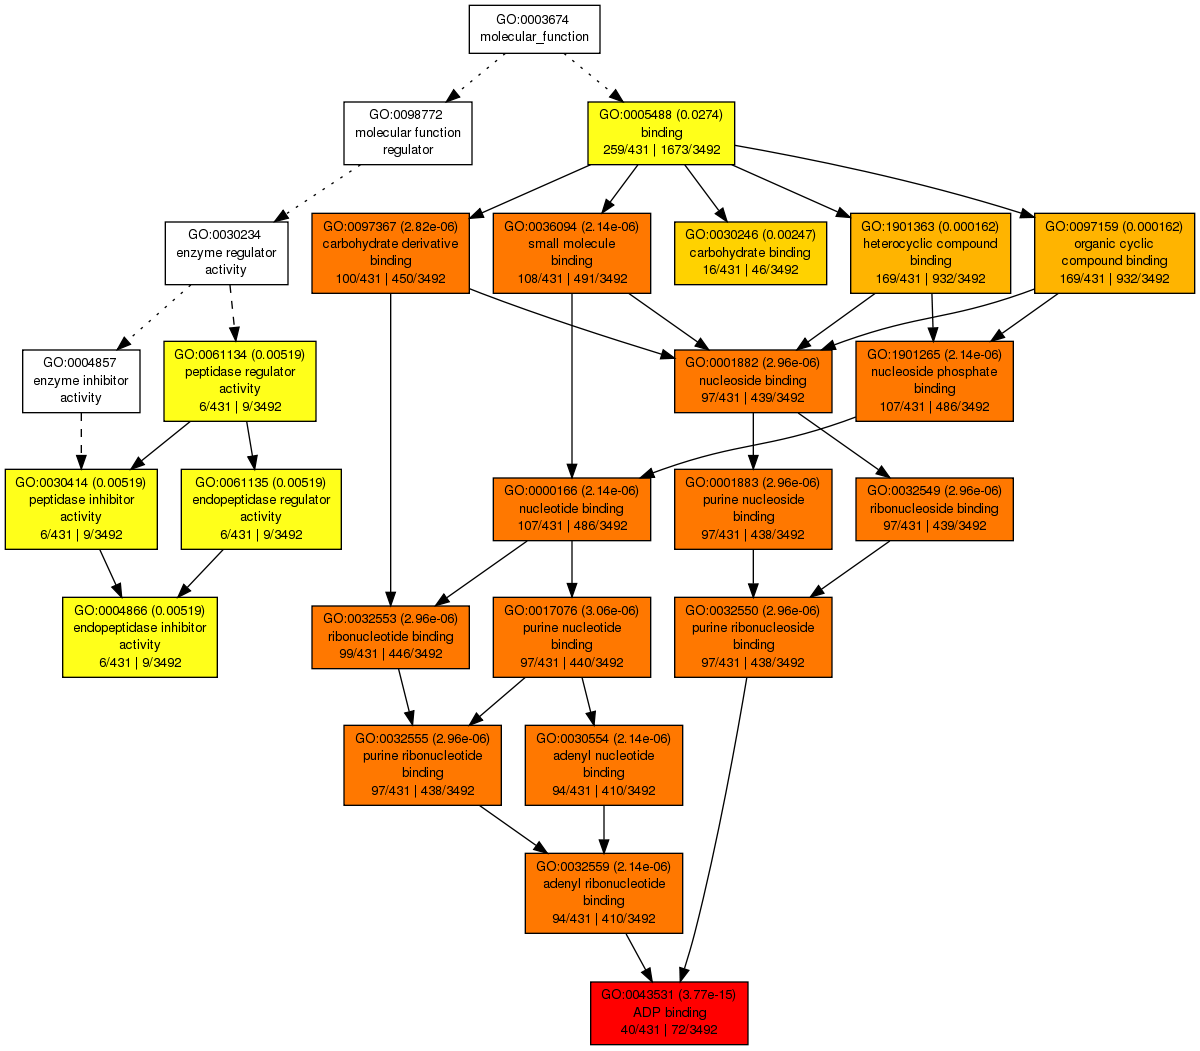 GO:0003674
molecular_function
GO:0098772
molecular function
regulator
GO:0005488 (0.0274)
binding
259/431 | 1673/3492
GO:0030234
enzyme regulator
activity
GO:0097367 (2.82e-06)
carbohydrate derivative
binding
100/431 | 450/3492
GO:0036094 (2.14e-06)
small molecule
binding
108/431 | 491/3492
GO:0030246 (0.00247)
carbohydrate binding
16/431 | 46/3492
GO:1901363 (0.000162)
heterocyclic compound
binding
169/431 | 932/3492
GO:0097159 (0.000162)
organic cyclic
compound binding
169/431 | 932/3492
GO:0004857
enzyme inhibitor
activity
GO:0061134 (0.00519)
peptidase regulator
activity
6/431 | 9/3492
GO:0001882 (2.96e-06)
nucleoside binding
97/431 | 439/3492
GO:1901265 (2.14e-06)
nucleoside phosphate
binding
107/431 | 486/3492
GO:0030414 (0.00519)
peptidase inhibitor
activity
6/431 | 9/3492
GO:0061135 (0.00519)
endopeptidase regulator
activity
6/431 | 9/3492
GO:0000166 (2.14e-06)
nucleotide binding
107/431 | 486/3492
GO:0001883 (2.96e-06)
purine nucleoside
binding
97/431 | 438/3492
GO:0032549 (2.96e-06)
ribonucleoside binding
97/431 | 439/3492
GO:0004866 (0.00519)
endopeptidase inhibitor
activity
6/431 | 9/3492
GO:0032553 (2.96e-06)
ribonucleotide binding
99/431 | 446/3492
GO:0017076 (3.06e-06)
purine nucleotide
binding
97/431 | 440/3492
GO:0032550 (2.96e-06)
purine ribonucleoside
binding
97/431 | 438/3492
GO:0032555 (2.96e-06)
purine ribonucleotide
binding
97/431 | 438/3492
GO:0030554 (2.14e-06)
adenyl nucleotide
binding
94/431 | 410/3492
GO:0032559 (2.14e-06)
adenyl ribonucleotide
binding
94/431 | 410/3492
GO:0043531 (3.77e-15)
ADP binding
40/431 | 72/3492